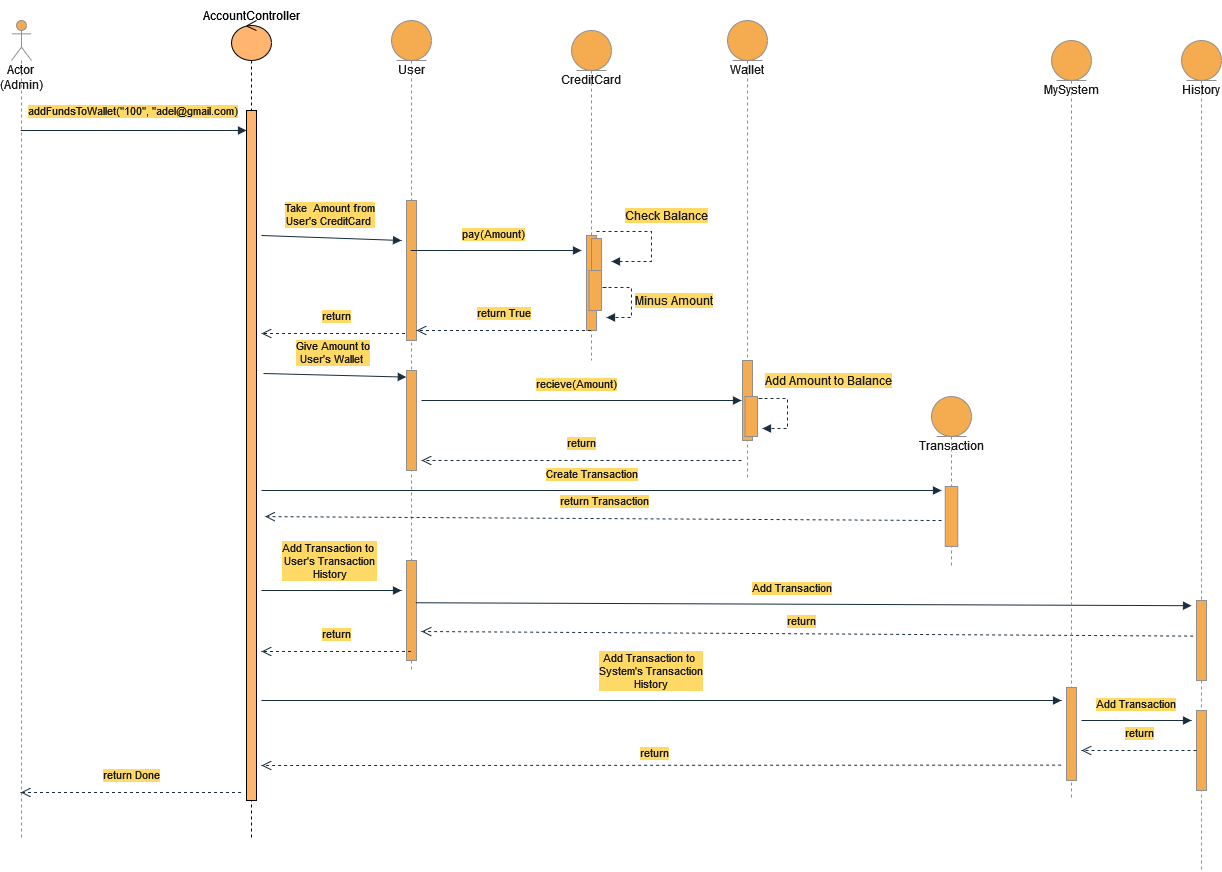 AccountController
Actor
(Admin)
User
CreditCard
Wallet
MySystem
History
addFundsToWallet("100", "adel@gmail.com)
Take  Amount from
User's CreditCard
pay(Amount)
Check Balance
Minus Amount
return True
return
Give Amount to
User's Wallet
recieve(Amount)
Add Amount to Balance
return
Transaction
Create Transaction
return Transaction
Add Transaction to
User's Transaction
History
Add Transaction
return
return
Add Transaction to
System's Transaction
History
Add Transaction
return
return
return Done